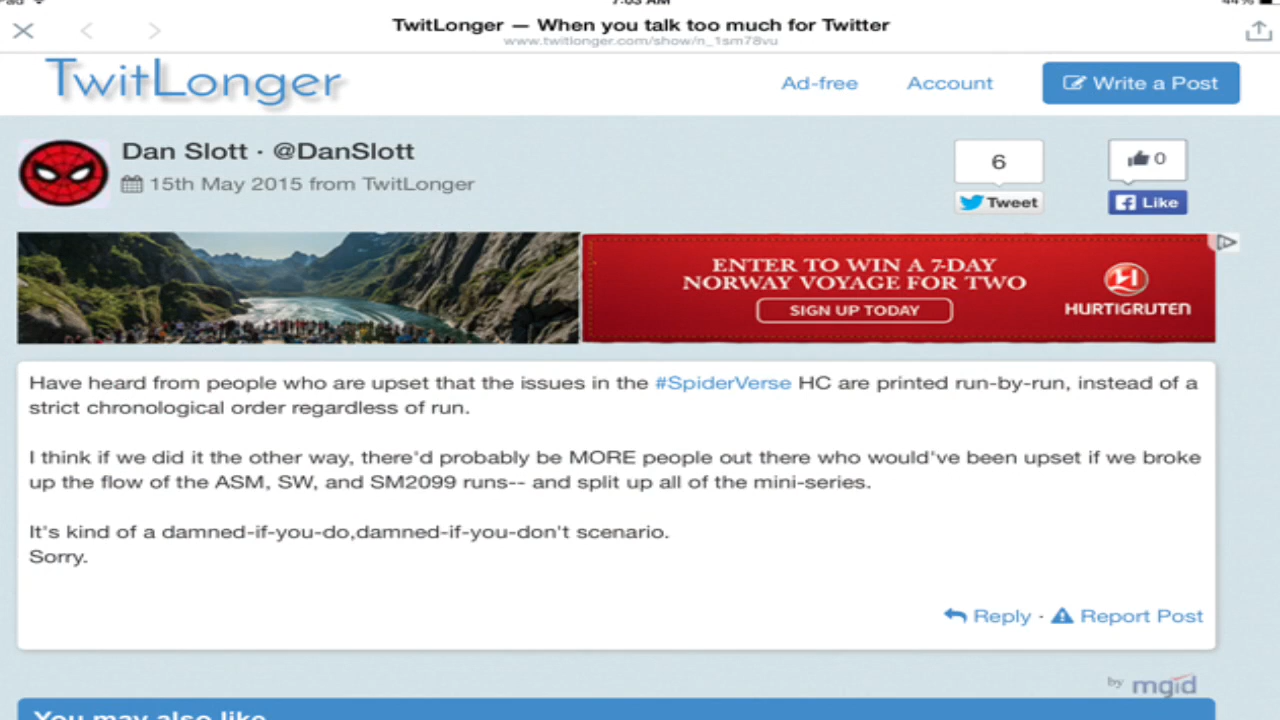 TwitLonger — When you talk too much for Twitter
www.twitlonger.com/show/n_1sm78vu
TwitLonger
Ad-free
Account
Write a Post
Dan Slott · @DanSlott
15th May 2015 from TwitLonger
6
Tweet
0
Like
ENTER TO WIN A 7-DAY
NORWAY VOYAGE FOR TWO
SIGN UP TODAY
HURTIGRUTEN
Have heard from people who are upset that the issues in the #SpiderVerse HC are printed run-by-run, instead of a
strict chronological order regardless of run.
I think if we did it the other way, there'd probably be MORE people out there who would've been upset if we broke
up the flow of the ASM, SW, and SM2099 runs-- and split up all of the mini-series.
It's kind of a damned-if-you-do,damned-if-you-don't scenario.
Sorry.
Reply · Report Post
by mgid
You may also like